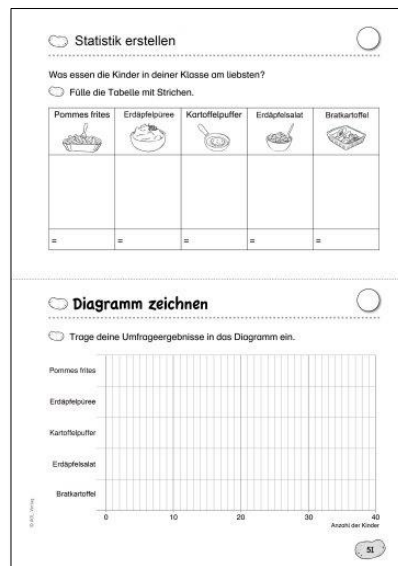 Statistik erstellen
Was essen die Kinder in deiner Klasse am liebsten?
Fülle die Tabelle mit Strichen.
Pommes frites Erdäpfelpüree Kartoffelpuffer Erdäpfelsalat Bratkartoffel
= = = = =
Diagramm zeichnen
Trage deine Umfrageergebnisse in das Diagramm ein.
Pommes frites
Erdäpfelpüree
Kartoffelpuffer
Erdäpfelsalat
Bratkartoffel
0 10 20 30 40
Anzahl der Kinder
51